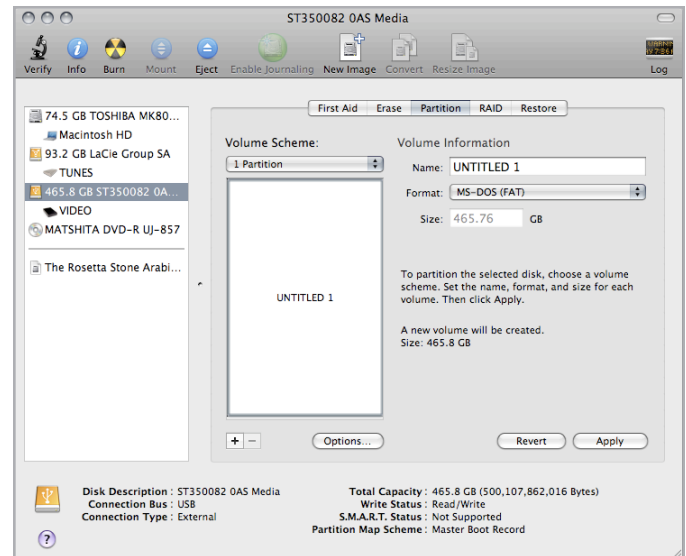 ST350082 0AS Media
Verify Info Burn Mount Eject Enable Journaling New Image Convert Resize Image Log
First Aid Erase Partition RAID Restore
74.5 GB TOSHIBA MK80...
Macintosh HD
93.2 GB LaCie Group SA
TUNES
465.8 GB ST350082 0A...
VIDEO
MATSHITA DVD-R UJ-857
The Rosetta Stone Arabi...
Volume Scheme:
1 Partition
UNTITLED 1
+ −
Options...
Volume Information
Name: UNTITLED 1
Format: MS-DOS (FAT)
Size: 465.76 GB
To partition the selected disk, choose a volume
scheme. Set the name, format, and size for each
volume. Then click Apply.
A new volume will be created.
Size: 465.8 GB
Revert Apply
Disk Description : ST350082 0AS Media
Connection Bus : USB
Connection Type : External
Total Capacity : 465.8 GB (500,107,862,016 Bytes)
Write Status : Read/Write
S.M.A.R.T. Status : Not Supported
Partition Map Scheme : Master Boot Record
?